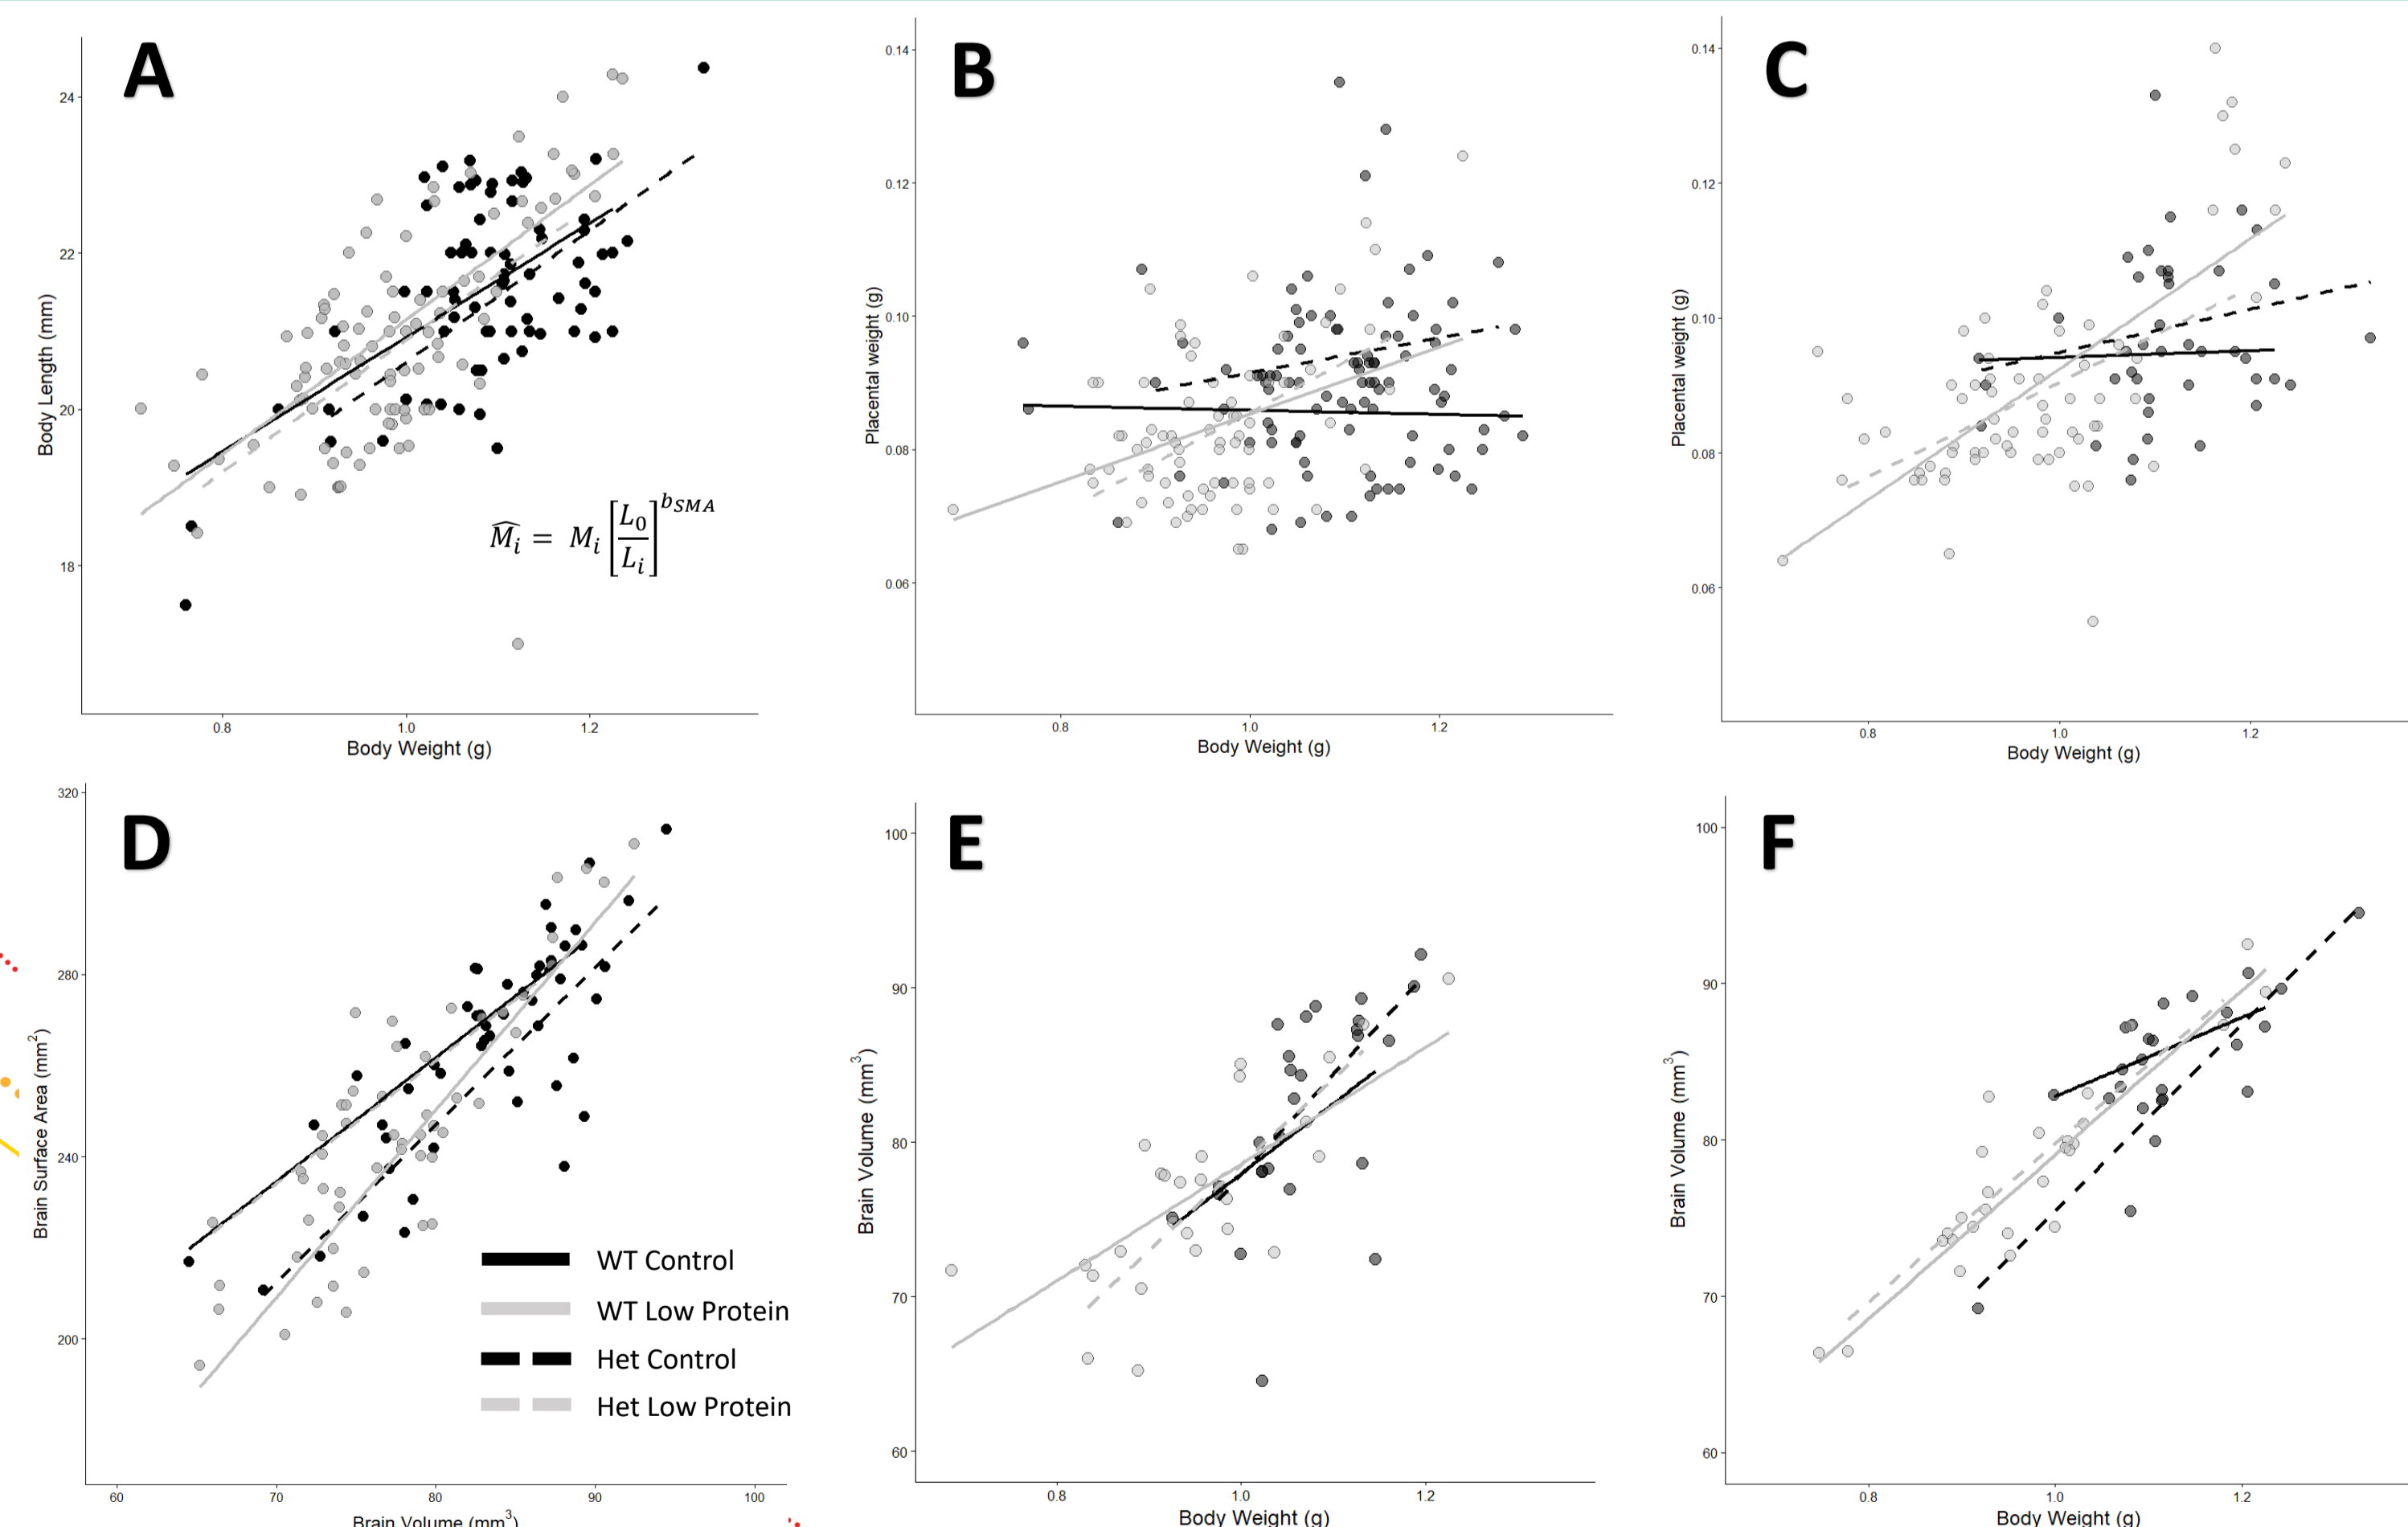 A
24
22
20
18
Body Length (mm)
0.8 1.0 1.2
Body Weight (g)
M̂ᵢ = Mᵢ [L₀/Lᵢ]^bSMA
B
0.14
0.12
0.10
0.08
0.06
Placental weight (g)
0.8 1.0 1.2
Body Weight (g)
C
0.14
0.12
0.10
0.08
0.06
Placental weight (g)
0.8 1.0 1.2
Body Weight (g)
D
320
280
240
200
Brain Surface Area (mm²)
60 70 80 90 100
Brain Volume (mm³)
WT Control
WT Low Protein
Het Control
Het Low Protein
E
100
90
80
70
60
Brain Volume (mm³)
0.8 1.0 1.2
Body Weight (g)
F
100
90
80
70
60
Brain Volume (mm³)
0.8 1.0 1.2
Body Weight (g)